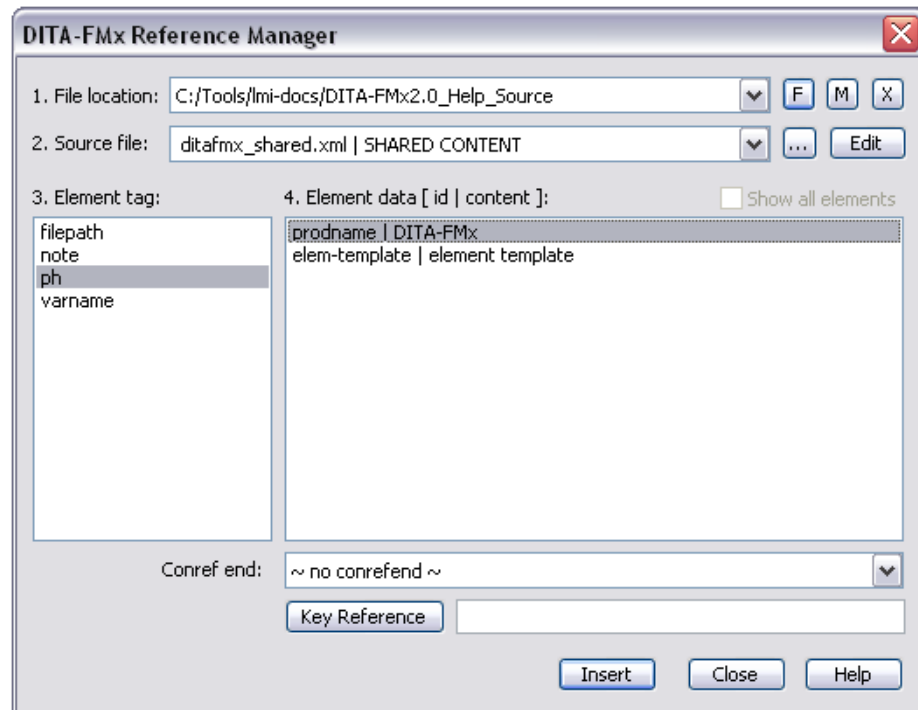 DITA-FMx Reference Manager
1. File location: C:/Tools/lmi-docs/DITA-FMx2.0_Help_Source F M X
2. Source file: ditafmx_shared.xml | SHARED CONTENT ... Edit
3. Element tag: 4. Element data [ id | content ]: Show all elements
filepath prodname | DITA-FMx
note elem-template | element template
ph
varname
Conref end: ~ no conrefend ~
Key Reference
Insert Close Help